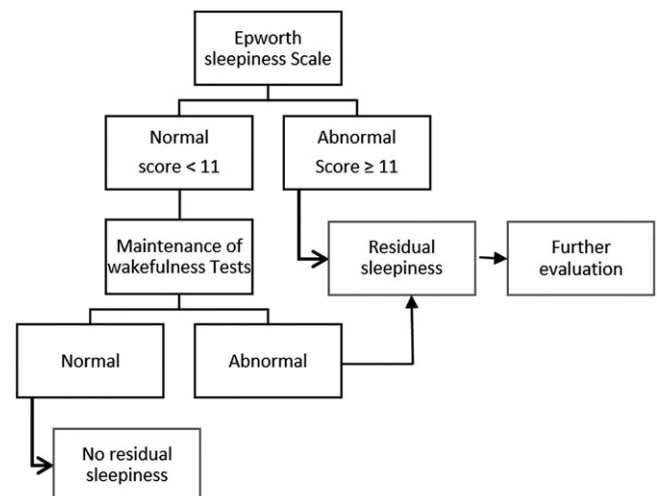 Epworth
sleepiness Scale
Normal
score < 11
Abnormal
Score ≥ 11
Maintenance of
wakefulness Tests
Residual
sleepiness
Further
evaluation
Normal
Abnormal
No residual
sleepiness